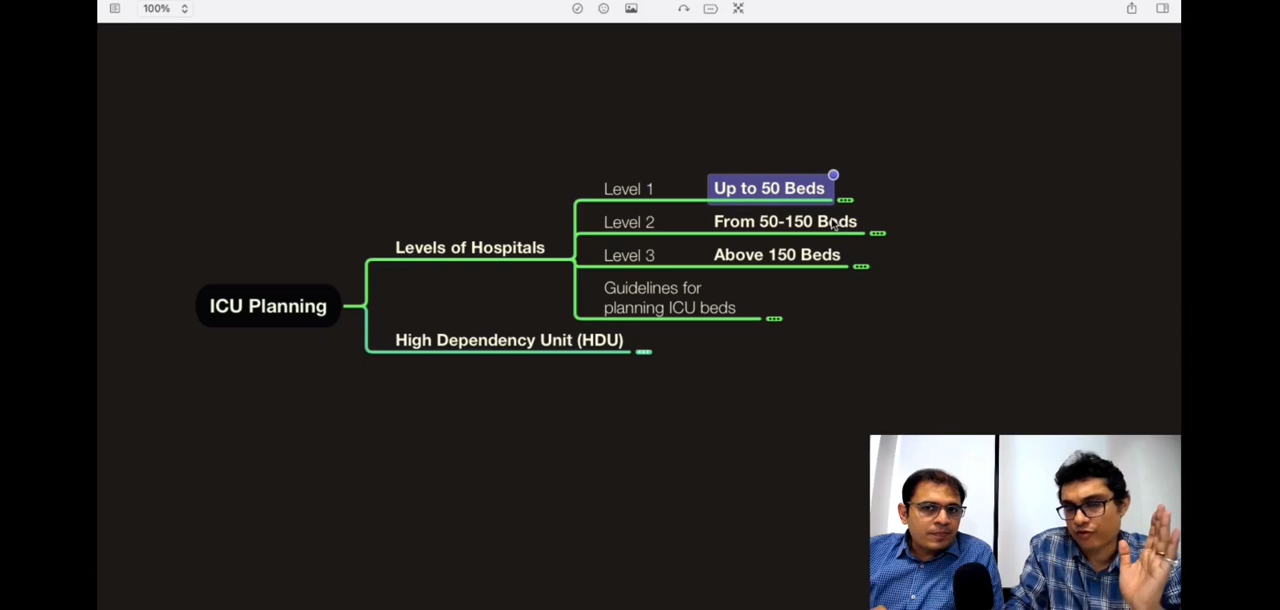 100%
Level 1 Up to 50 Beds
Level 2 From 50-150 Beds
Levels of Hospitals
Level 3 Above 150 Beds
Guidelines for
planning ICU beds
ICU Planning
High Dependency Unit (HDU)